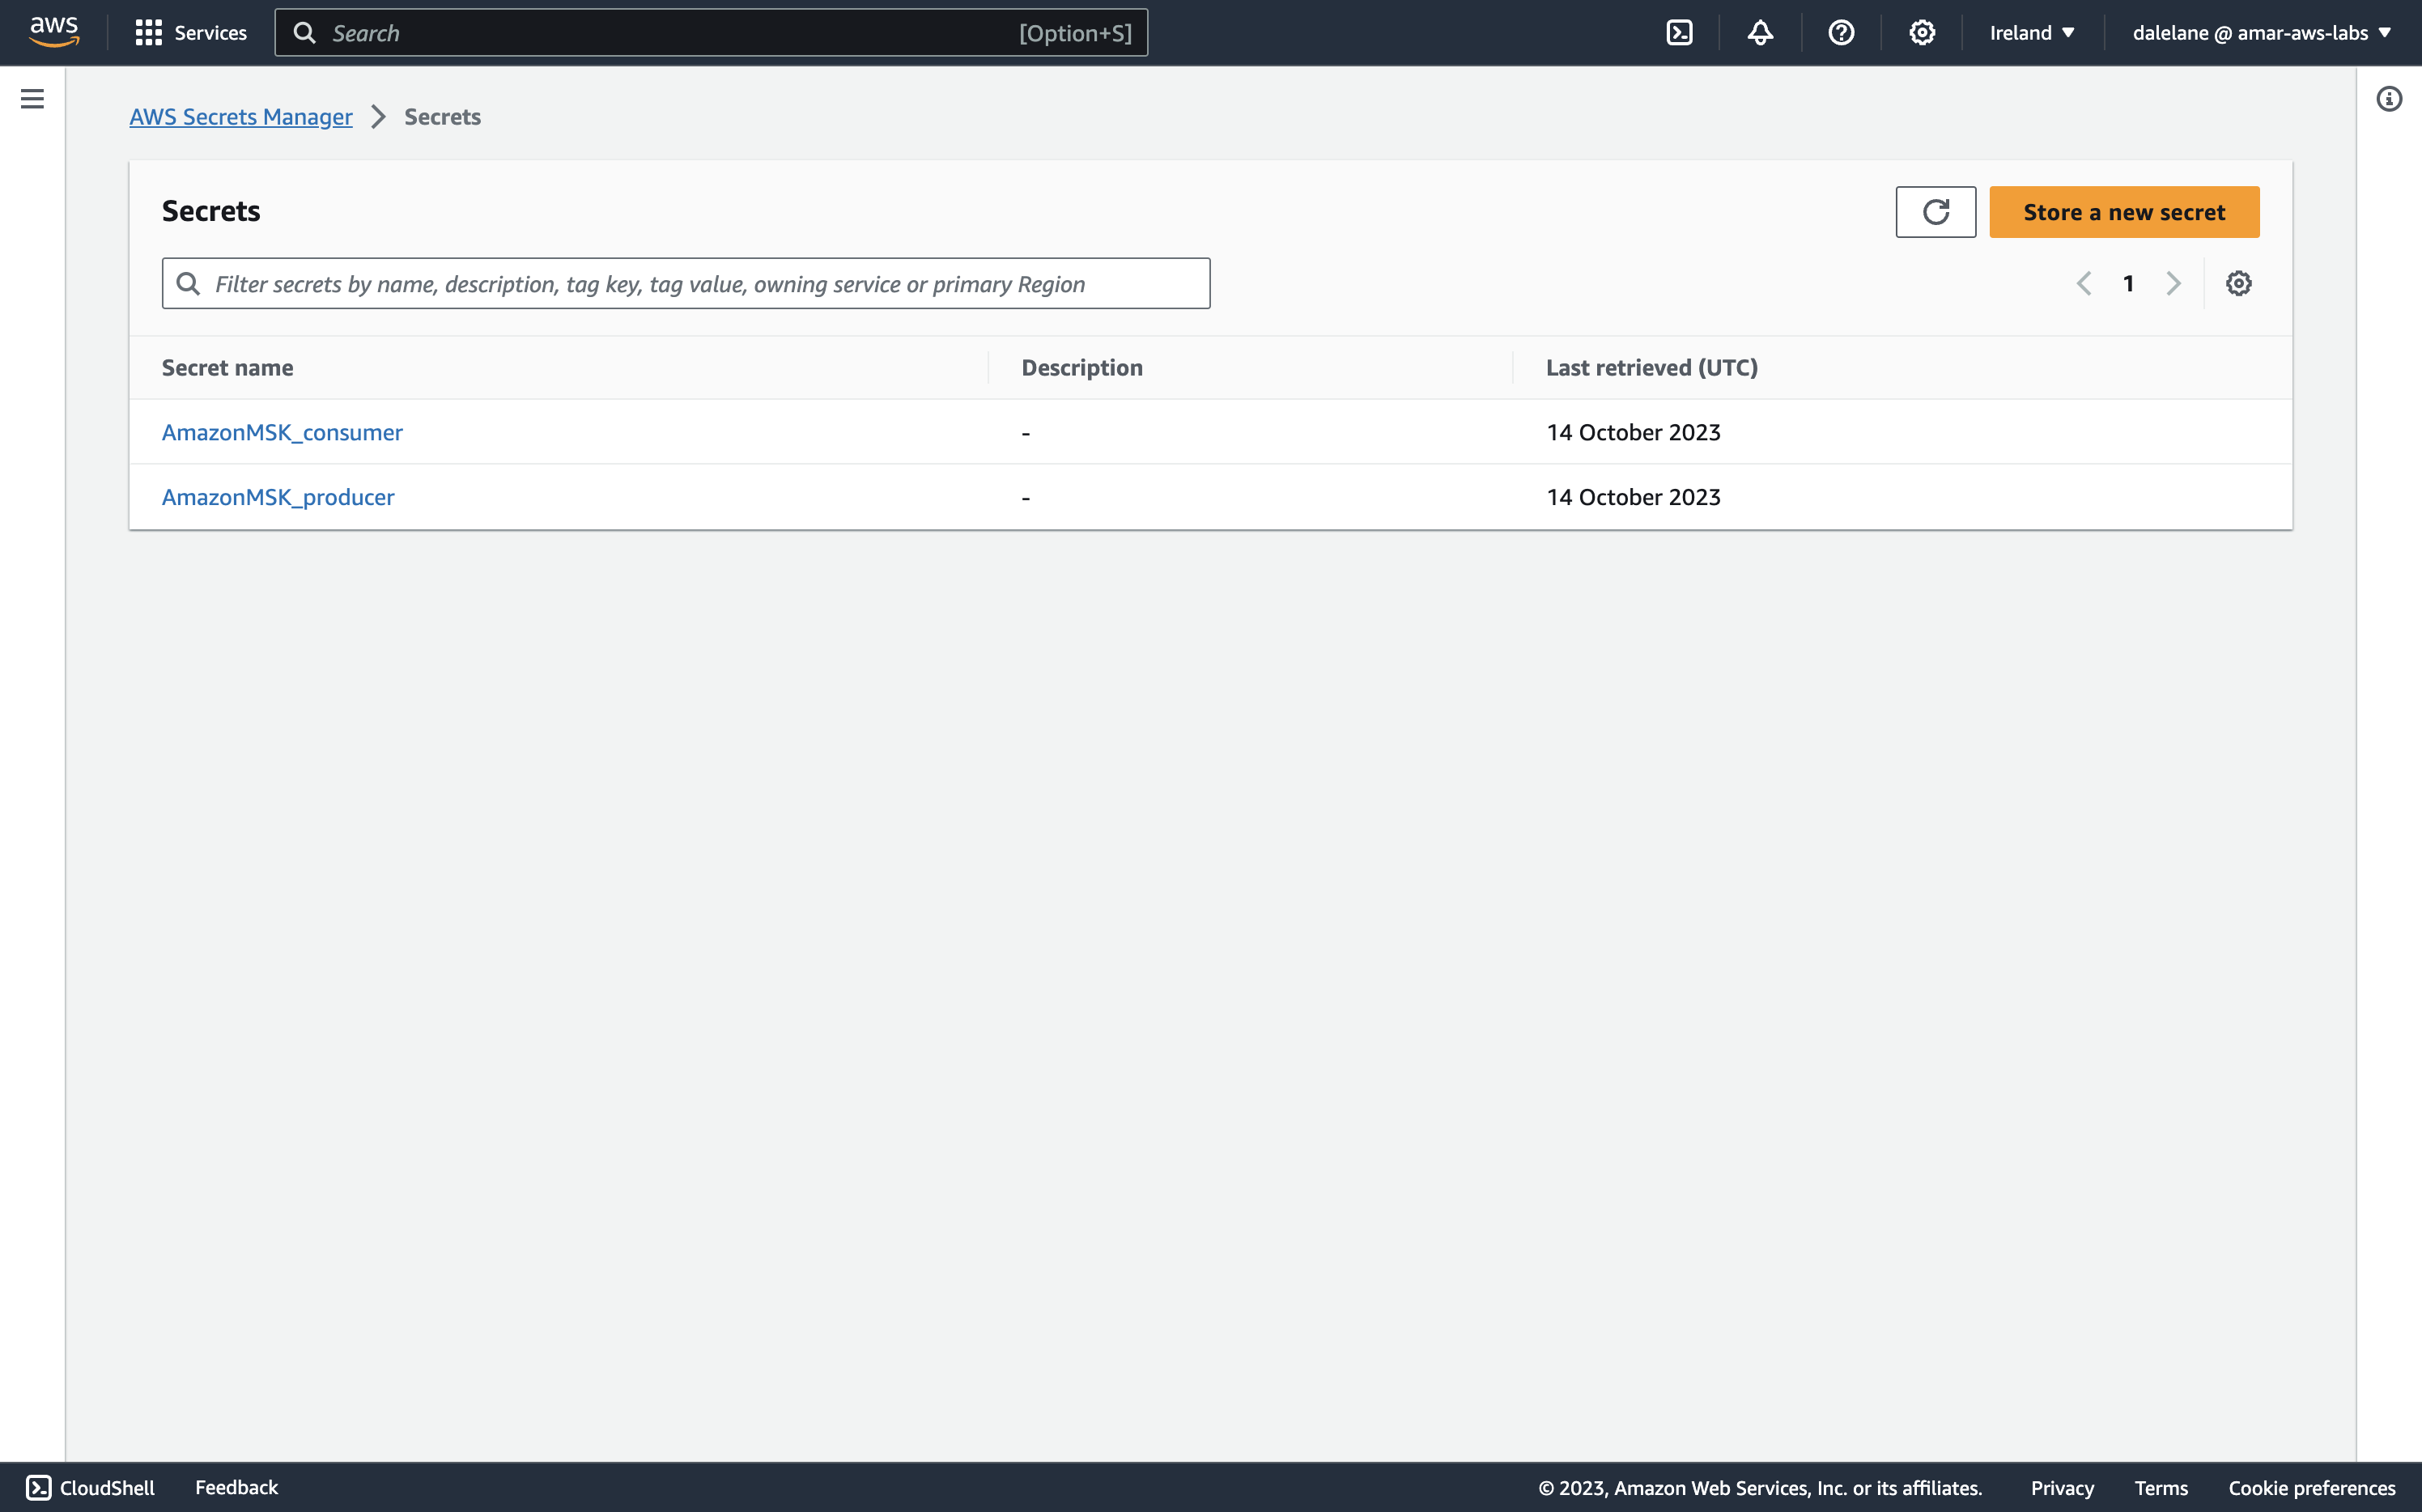 aws Services Search [Option+S] Ireland dalelane @ amar-aws-labs
AWS Secrets Manager > Secrets
Secrets Store a new secret
Filter secrets by name, description, tag key, tag value, owning service or primary Region 1
Secret name Description Last retrieved (UTC)
AmazonMSK_consumer - 14 October 2023
AmazonMSK_producer - 14 October 2023
CloudShell Feedback © 2023, Amazon Web Services, Inc. or its affiliates. Privacy Terms Cookie preferences